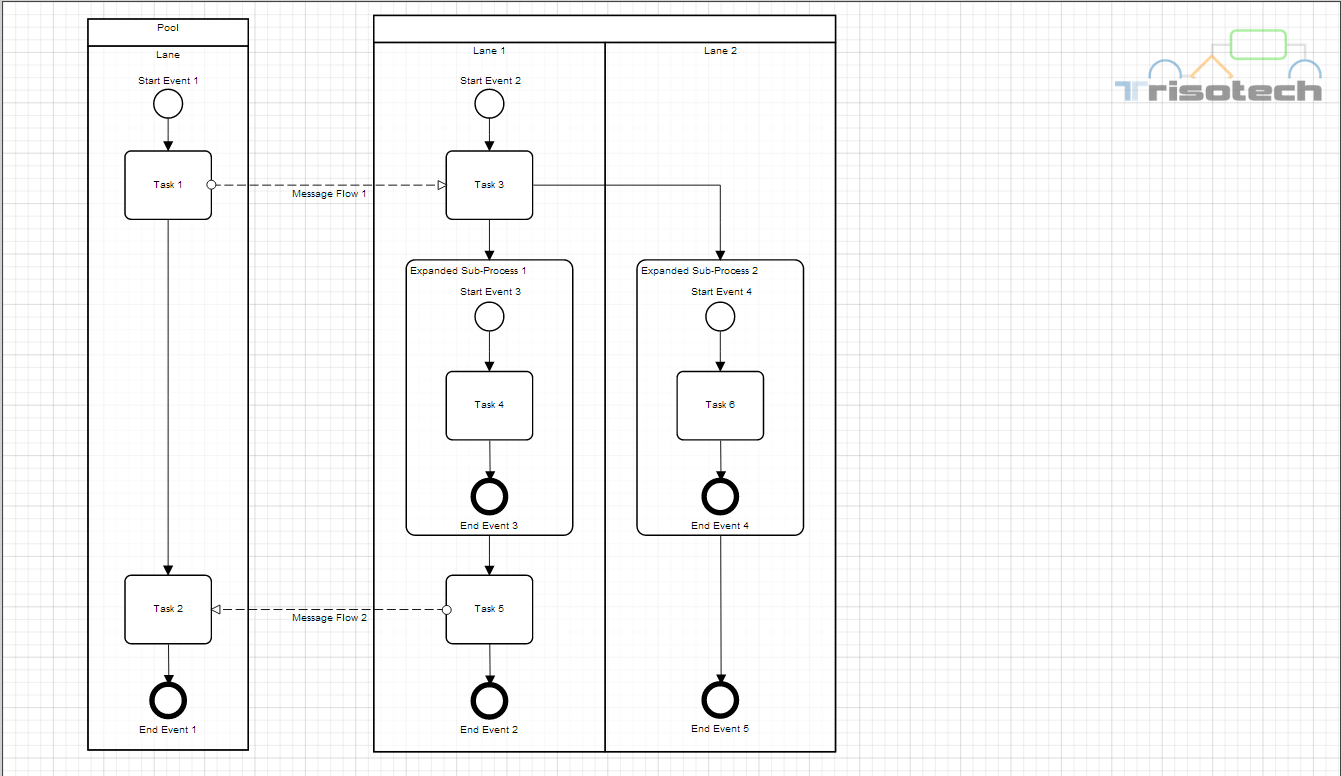 Pool
Lane
Start Event 1
Task 1
Message Flow 1
Task 2
Message Flow 2
End Event 1
Lane 1
Lane 2
Start Event 2
Task 3
Expanded Sub-Process 1
Start Event 3
Task 4
End Event 3
Task 5
End Event 2
Expanded Sub-Process 2
Start Event 4
Task 6
End Event 4
End Event 5
Trisotech